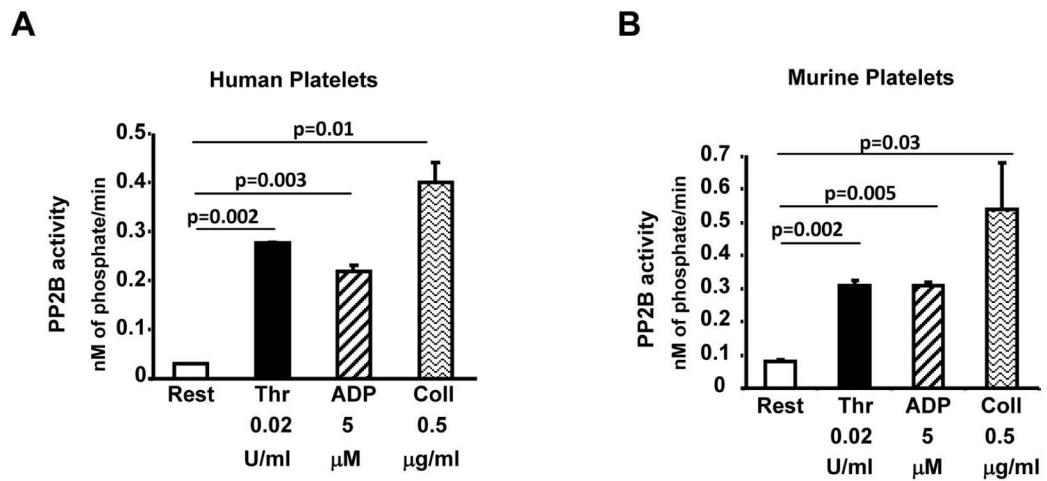 A
Human Platelets
PP2B activity
nM of phosphate/min
0.5
0.4
0.3
0.2
0.1
0
p=0.01
p=0.003
p=0.002
Rest Thr ADP Coll
0.02 5 0.5
U/ml μM μg/ml
B
Murine Platelets
PP2B activity
nM of phosphate/min
0.7
0.6
0.5
0.4
0.3
0.2
0.1
0
p=0.03
p=0.005
p=0.002
Rest Thr ADP Coll
0.02 5 0.5
U/ml μM μg/ml